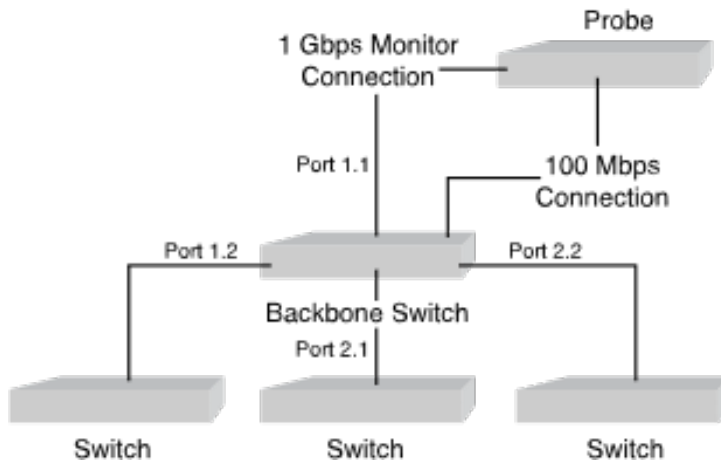 Probe
1 Gbps Monitor
Connection
Port 1.1
100 Mbps
Connection
Port 1.2
Port 2.2
Backbone Switch
Port 2.1
Switch
Switch
Switch